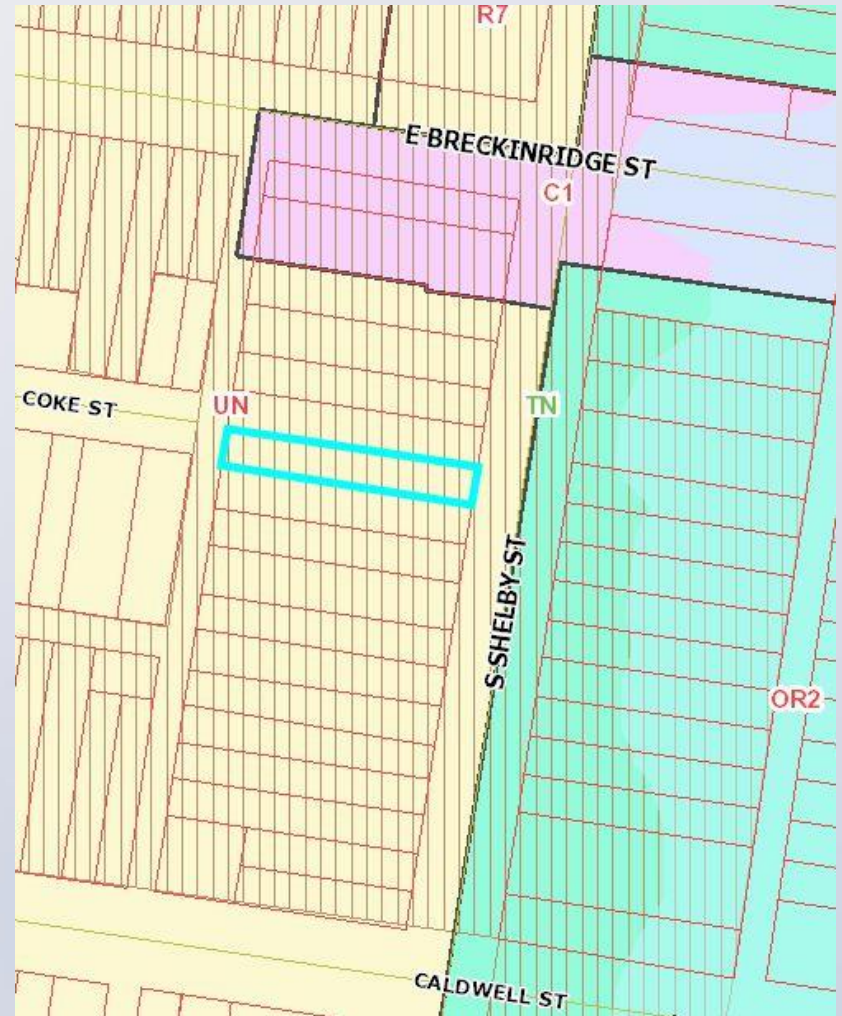 R7
E BRECKINRIDGE ST
C1
COKE ST
UN
TN
S SHELBY ST
OR2
CALDWELL ST